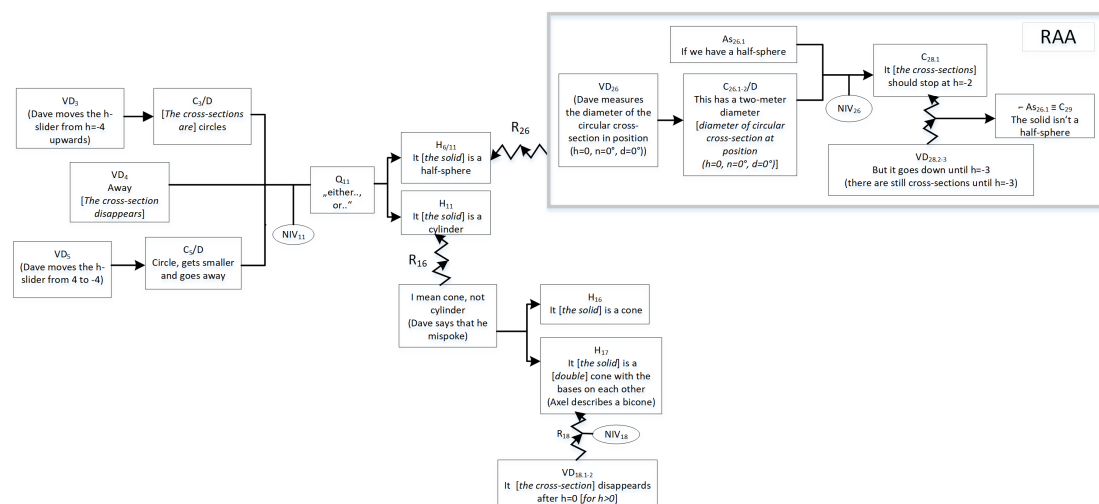 RAA
As26.1
If we have a half-sphere
VD26
(Dave measures
the diameter of the
circular cross-
section in position
(h=0, n=0°, d=0°))
C26.1-2/D
This has a two-meter
diameter
[diameter of circular
cross-section at
position
(h=0, n=0°, d=0°)]
NIV26
C28.1
It [the cross-sections]
should stop at h=-2
⌐ As26.1 ≡ C29
The solid isn't a
half-sphere
VD28.2-3
But it goes down until h=-3
(there are still cross-sections until h=-3)
R26
VD3
(Dave moves the h-
slider from h=-4
upwards)
C3/D
[The cross-sections
are] circles
VD4
Away
[The cross-section
disappears]
VD5
(Dave moves the h-
slider from 4 to -4)
C5/D
Circle, gets smaller
and goes away
NIV11
Q11
„either..,
or..“
H6/11
It [the solid] is a
half-sphere
H11
It [the solid] is a
cylinder
R16
I mean cone, not
cylinder
(Dave says that he
mispoke)
H16
It [the solid] is a cone
H17
It [the solid] is a
[double] cone with the
bases on each other
(Axel describes a bicone)
R18
NIV18
VD18.1-2
It [the cross-section] disappeards
after h=0 [for h>0]